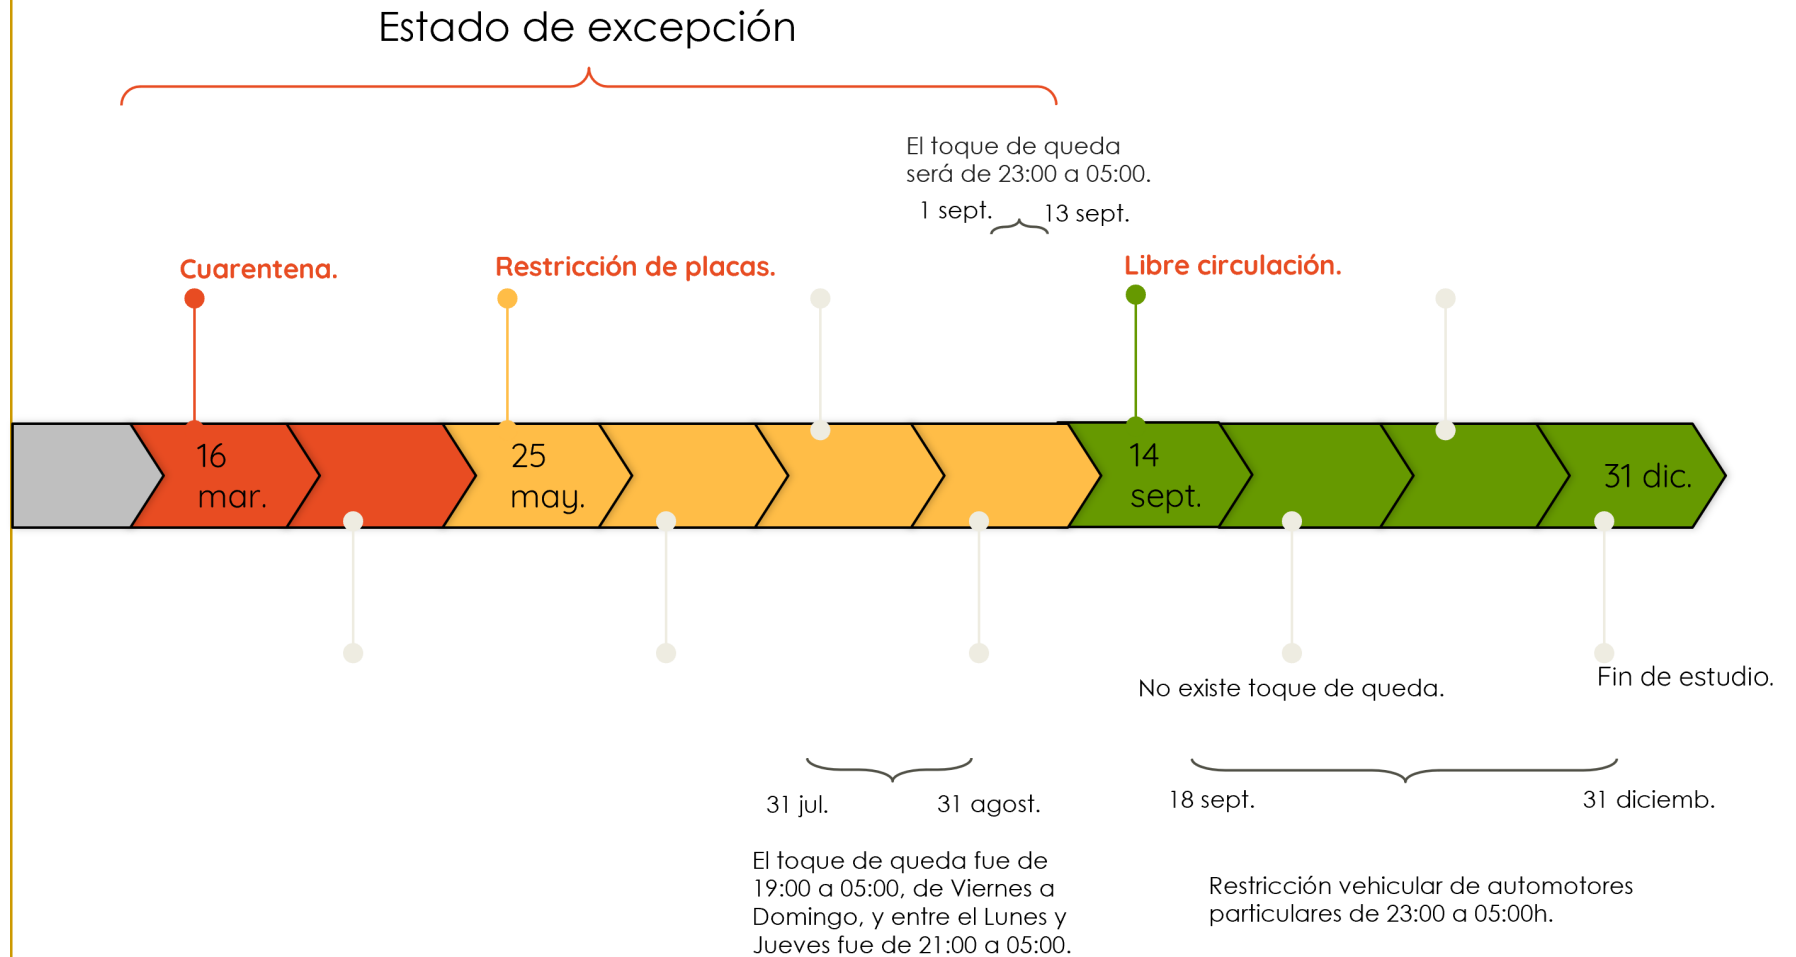 Estado de excepción
El toque de queda
será de 23:00 a 05:00.
1 sept.
13 sept.
Cuarentena.
Restricción de placas.
Libre circulación.
16
mar.
25
may.
14
sept.
31 dic.
Fin de estudio.
No existe toque de queda.
31 jul.
31 agost.
18 sept.
31 diciemb.
El toque de queda fue de
19:00 a 05:00, de Viernes a
Domingo, y entre el Lunes y
Jueves fue de 21:00 a 05:00.
Restricción vehicular de automotores
particulares de 23:00 a 05:00h.